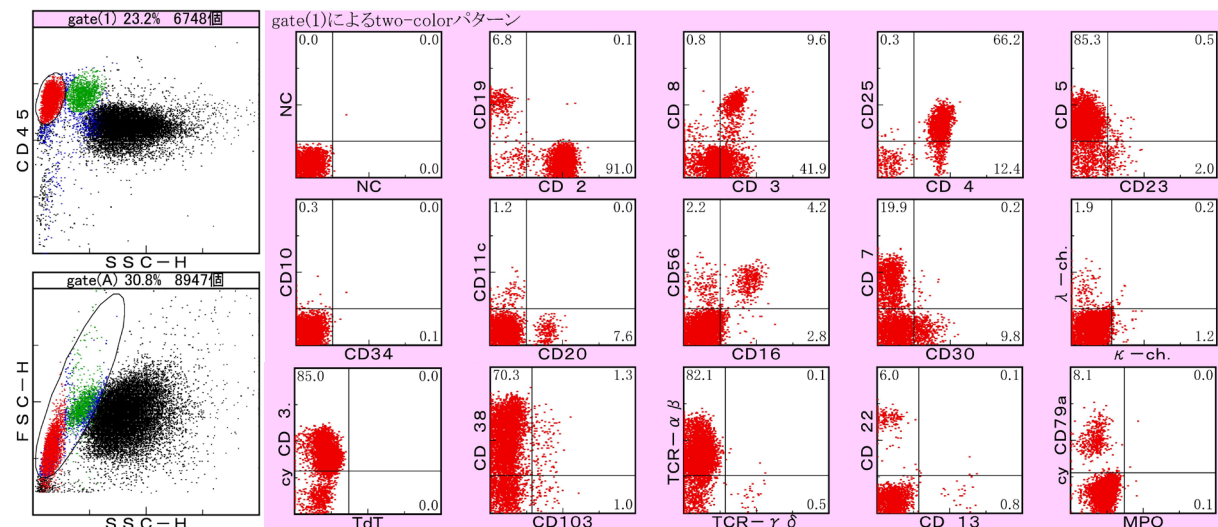 gate(1) 23.2% 6748個
CD45
SSC-H
gate(A) 30.8% 8947個
FSC-H
SSC-H
gate(1)によるtwo-colorパターン
0.0 0.0
NC
0.0
NC
6.8 0.1
CD19
91.0
CD 2
0.8 9.6
CD 8
41.9
CD 3
0.3 66.2
CD25
12.4
CD 4
85.3 0.5
CD 5
2.0
CD23
0.3 0.0
CD10
0.1
CD34
1.2 0.0
CD11c
7.6
CD20
2.2 4.2
CD56
2.8
CD16
19.9 0.2
CD 7
9.8
CD30
1.9 0.2
λ-ch.
1.2
κ-ch.
85.0 0.0
cy CD 3.
0.0
TdT
70.3 1.3
CD 38
1.0
CD103
82.1 0.1
TCR-αβ
0.5
TCR-γδ
6.0 0.1
CD 22
0.8
CD 13
8.1 0.0
cy CD79a
0.1
MPO